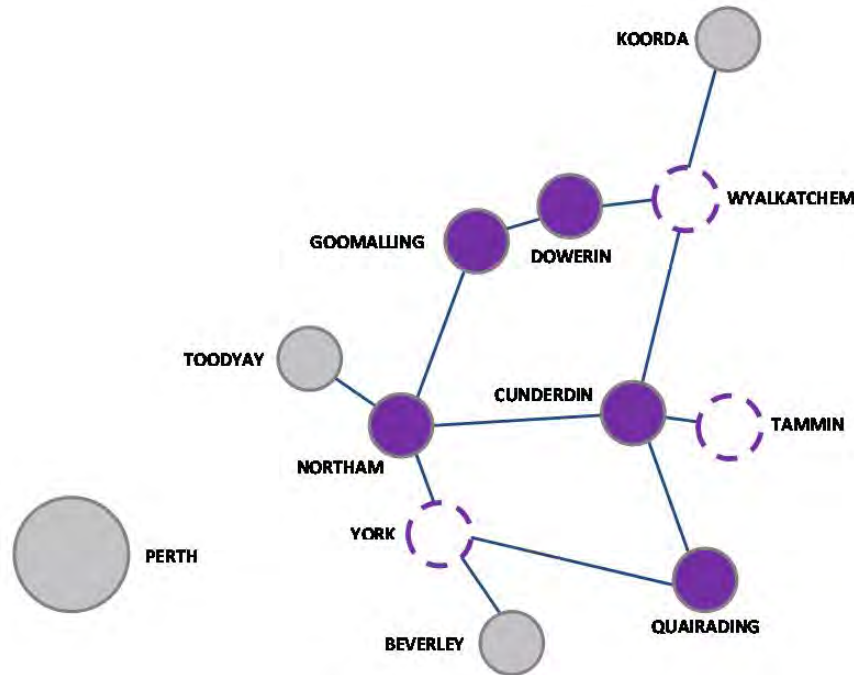 KOORDA
WYALKATCHEM
GOOMALLING
DOWERIN
TOODYAY
CUNDERDIN
TAMMIN
NORTHAM
YORK
PERTH
QUAIRADING
BEVERLEY